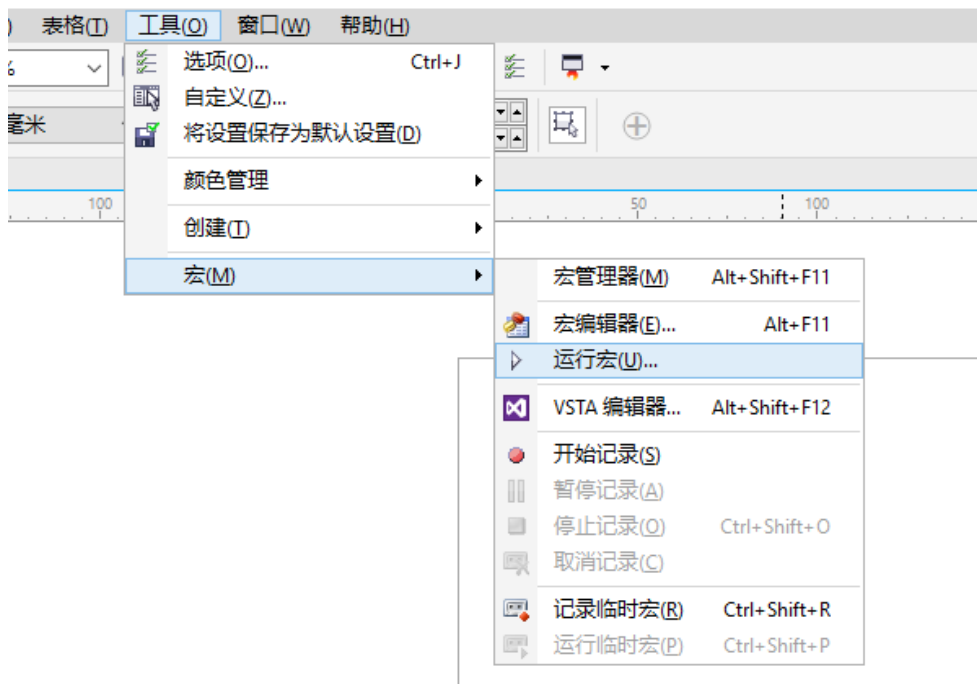 ) 表格(T) 工具(O) 窗口(W) 帮助(H)
选项(O)... Ctrl+J
%
自定义(Z)...
毫米
将设置保存为默认设置(D)
颜色管理
100 50 100
创建(T)
宏(M)
宏管理器(M) Alt+Shift+F11
宏编辑器(E)... Alt+F11
运行宏(U)...
VSTA 编辑器... Alt+Shift+F12
开始记录(S)
暂停记录(A)
停止记录(O) Ctrl+Shift+O
取消记录(C)
记录临时宏(R) Ctrl+Shift+R
运行临时宏(P) Ctrl+Shift+P